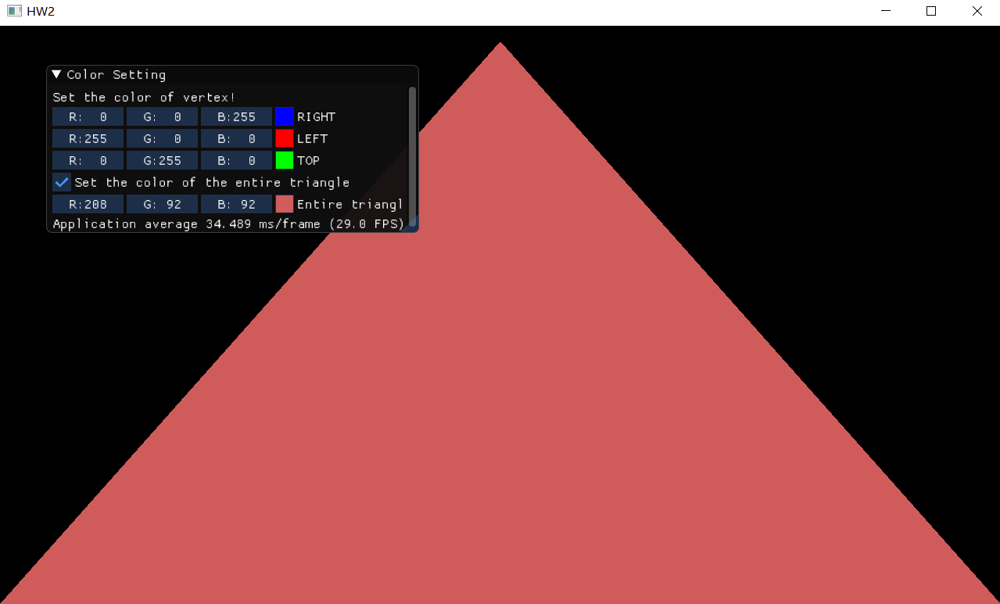 HW2
Color Setting
Set the color of vertex!
R: 0 G: 0 B:255 RIGHT
R:255 G: 0 B: 0 LEFT
R: 0 G:255 B: 0 TOP
Set the color of the entire triangle
R:208 G: 92 B: 92 Entire triangl
Application average 34.489 ms/frame (29.0 FPS)